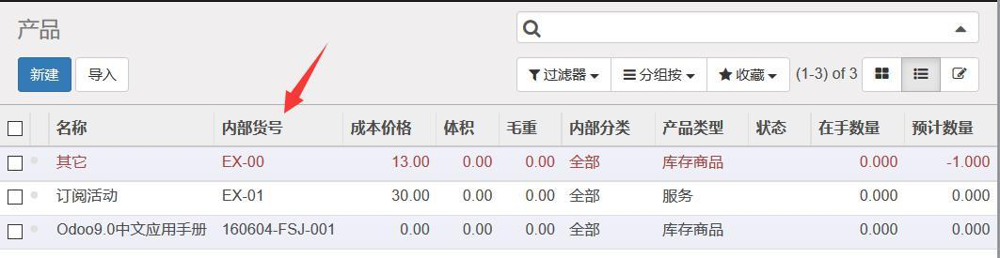 产品
新建 导入 过滤器 分组按 收藏 (1-3) of 3
名称 内部货号 成本价格 体积 毛重 内部分类 产品类型 状态 在手数量 预计数量
其它 EX-00 13.00 0.00 0.00 全部 库存商品 0.000 -1.000
订阅活动 EX-01 30.00 0.00 0.00 全部 服务 0.000 0.000
Odoo9.0中文应用手册 160604-FSJ-001 0.00 0.00 0.00 全部 库存商品 0.000 0.000